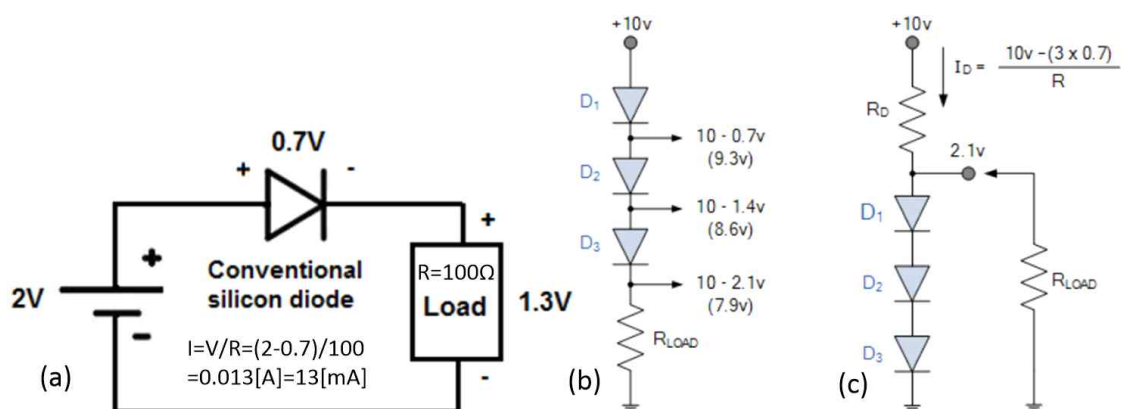 0.7V
+ -
+
2V
-
Conventional
silicon diode
I=V/R=(2-0.7)/100
=0.013[A]=13[mA]
+
R=100Ω
Load
1.3V
-
(a)
+10v
D1
10 - 0.7v
(9.3v)
D2
10 - 1.4v
(8.6v)
D3
10 - 2.1v
(7.9v)
RLOAD
(b)
+10v
ID = 10v - (3 x 0.7)
R
RD
2.1v
D1
D2
RLOAD
D3
(c)